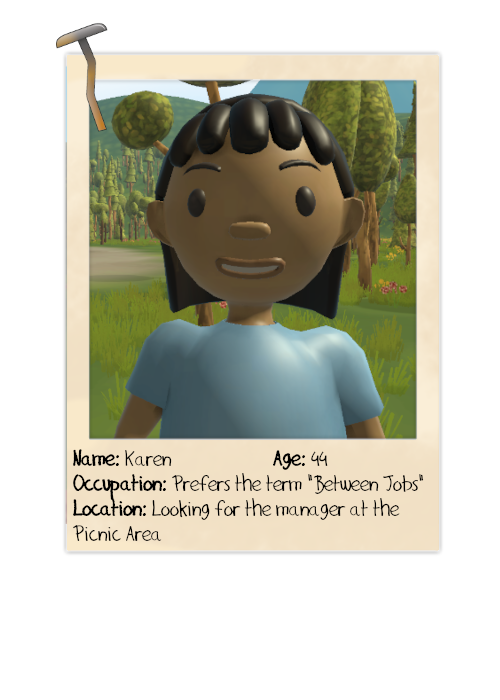 Name: Karen Age: 44
Occupation: Prefers the term "Between Jobs"
Location: Looking for the manager at the
Picnic Area